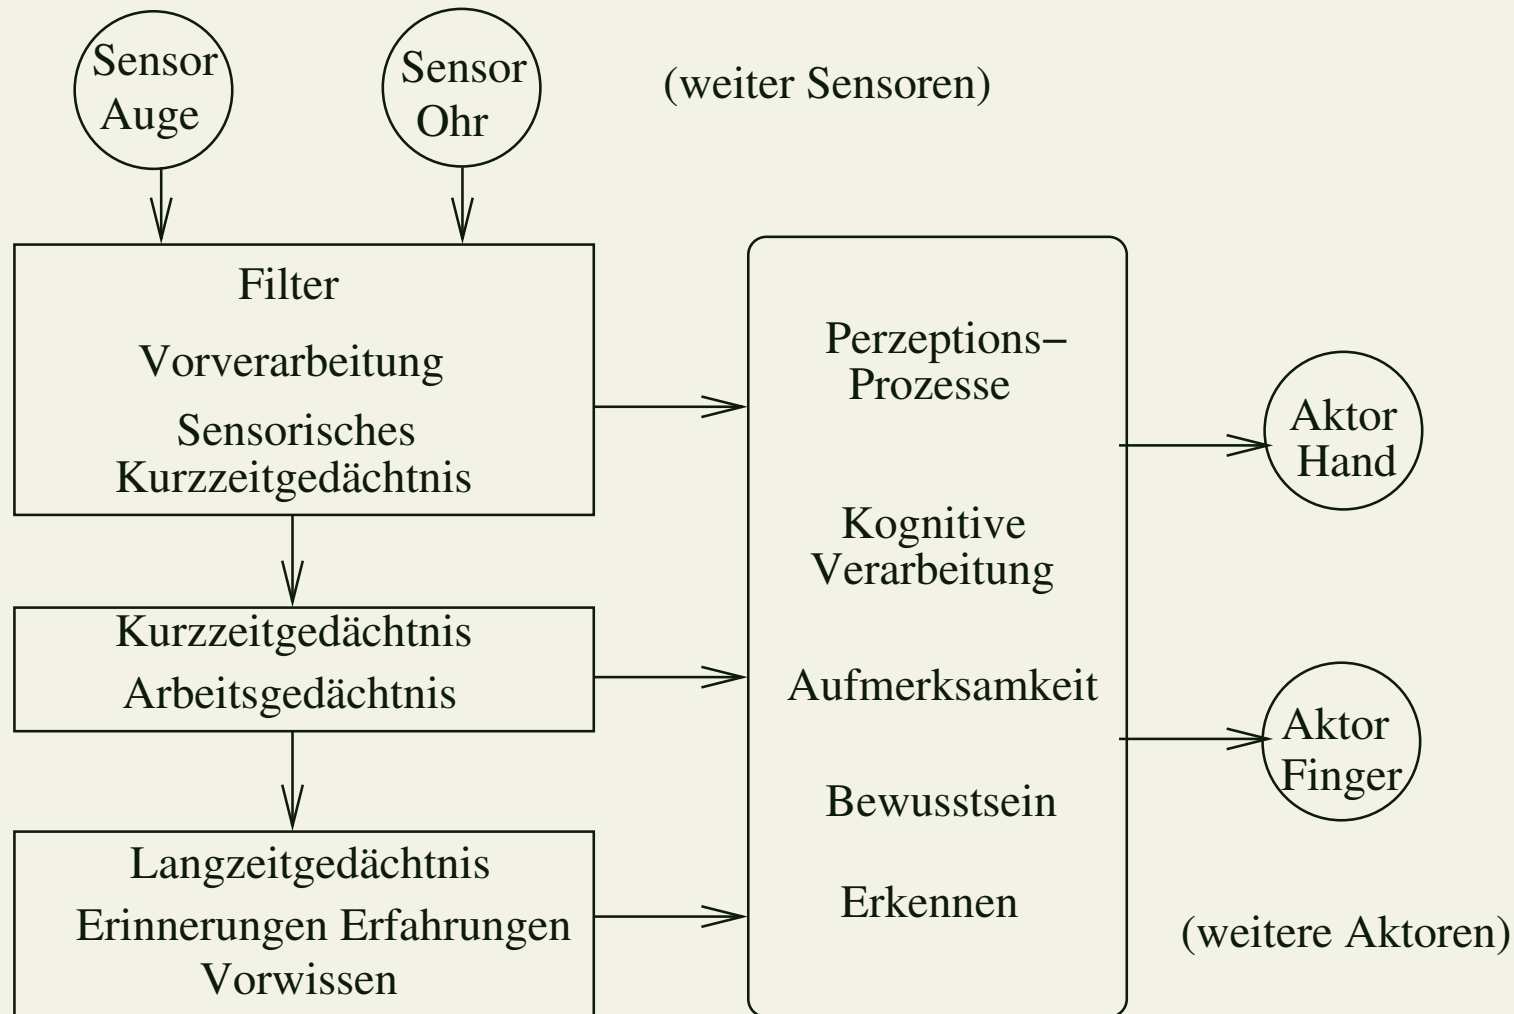 Sensor
Auge
Sensor
Ohr
(weiter Sensoren)
Filter
Vorverarbeitung
Sensorisches
Kurzzeitgedächtnis
Kurzzeitgedächtnis
Arbeitsgedächtnis
Langzeitgedächtnis
Erinnerungen Erfahrungen
Vorwissen
Perzeptions–
Prozesse
Kognitive
Verarbeitung
Aufmerksamkeit
Bewusstsein
Erkennen
Aktor
Hand
Aktor
Finger
(weitere Aktoren)